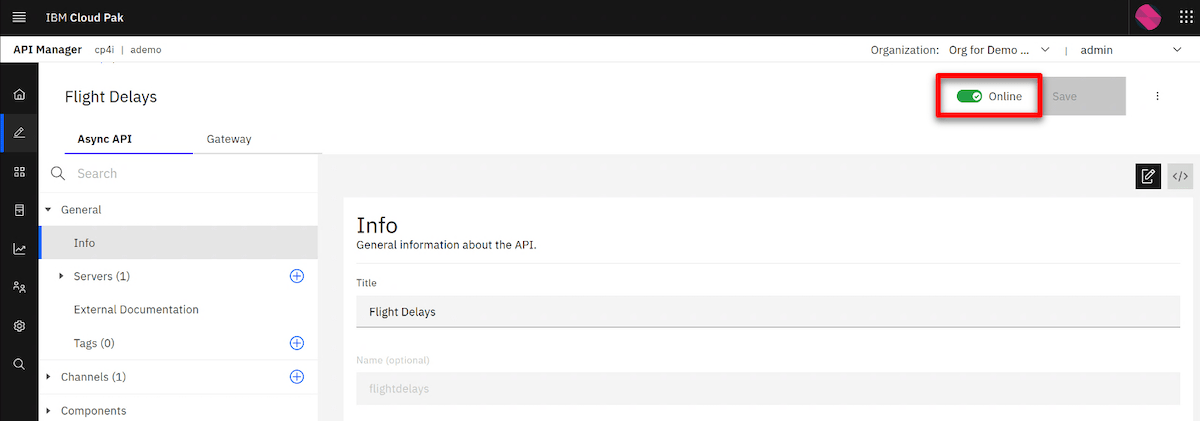 IBM Cloud Pak
API Manager cp4i | ademo Organization: Org for Demo ... | admin
Flight Delays Online Save
Async API Gateway
Search
General
Info
Servers (1)
External Documentation
Tags (0)
Channels (1)
Components
</>
Info
General information about the API.
Title
Flight Delays
Name (optional)
flightdelays